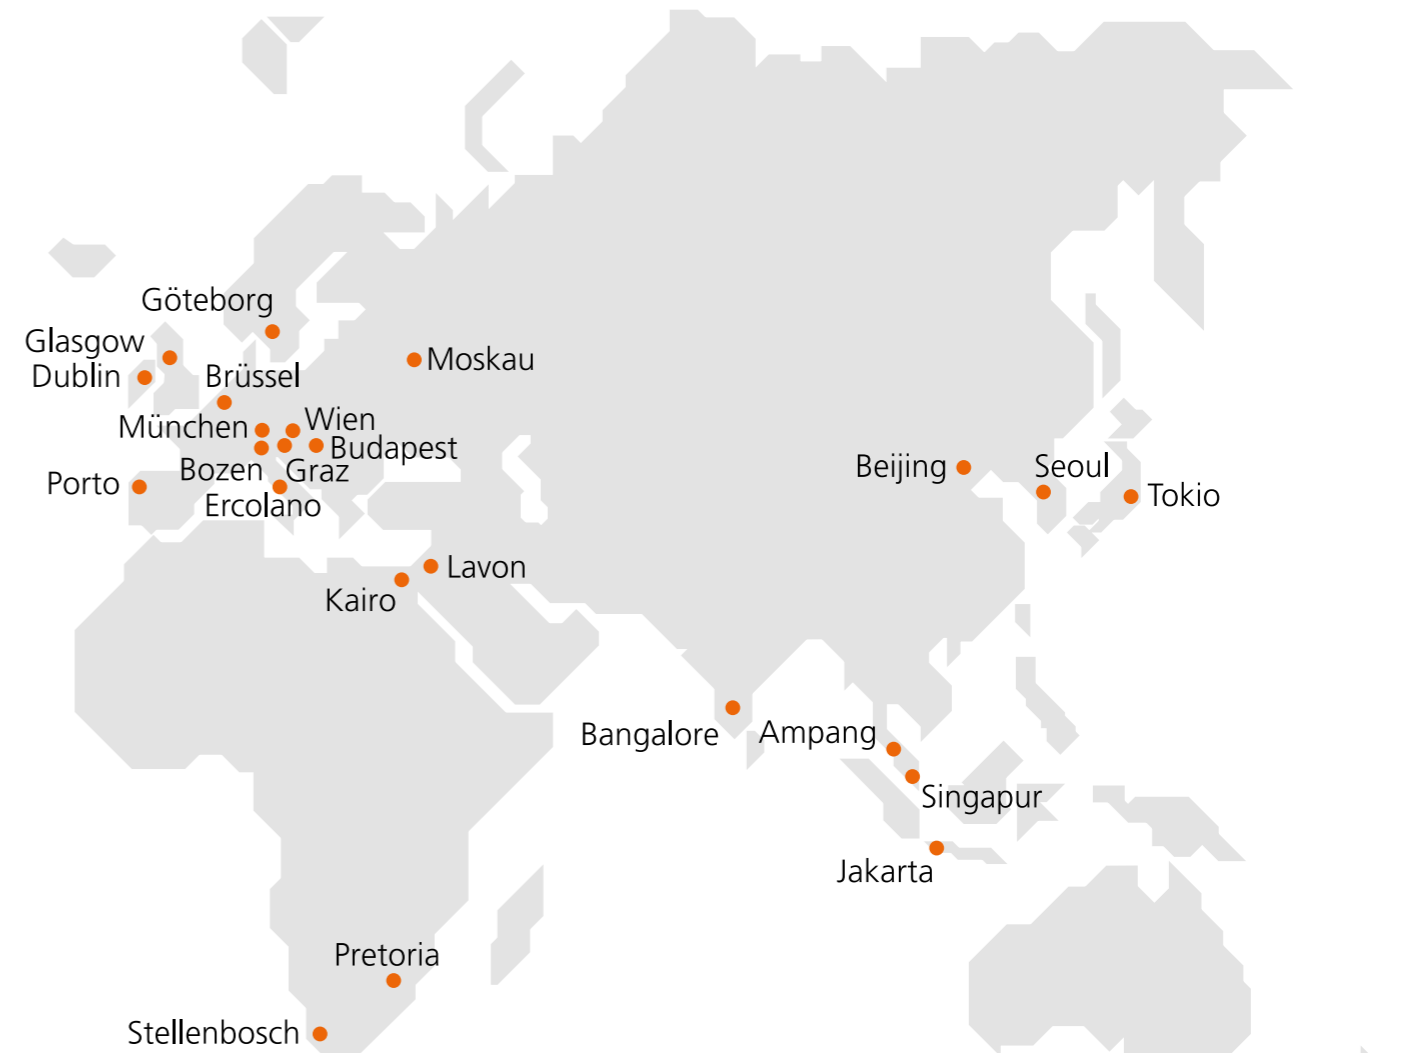 Göteborg
Glasgow
Dublin
Brüssel
Moskau
München
Wien
Budapest
Bozen
Graz
Porto
Ercolano
Beijing
Seoul
Tokio
Lavon
Kairo
Bangalore
Ampang
Singapur
Jakarta
Pretoria
Stellenbosch